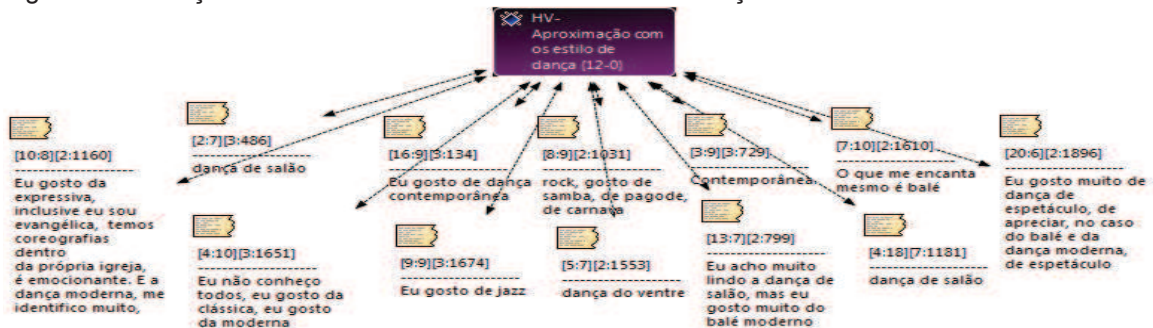 HV-
Aproximação com
os estilo de
dança (12-0)
[10:8][2:1160]
Eu gosto da
expressiva,
inclusive eu sou
evangélica, temos
coreografias
dentro
da própria igreja,
é emocionante. E a
dança moderna, me
identifico muito,
[2:7][3:486]
dança de salão
[4:10][3:1651]
Eu não conheço
todos, eu gosto da
clássica, eu gosto
da moderna
[16:9][3:134]
Eu gosto de dança
contemporânea
[9:9][3:1674]
Eu gosto de jazz
[8:9][2:1031]
rock, gosto de
samba, de pagode,
de carnava
[5:7][2:1553]
dança do ventre
[3:9][3:729]
Contemporânea
[13:7][2:799]
Eu acho muito
lindo a dança de
salão, mas eu
gosto muito do
balé moderno
[7:10][2:1610]
O que me encanta
mesmo é balé
[4:18][7:1181]
dança de salão
[20:6][2:1896]
Eu gosto muito de
dança de
espetáculo, de
apreciar, no caso
do balé e da
dança moderna,
de espetáculo